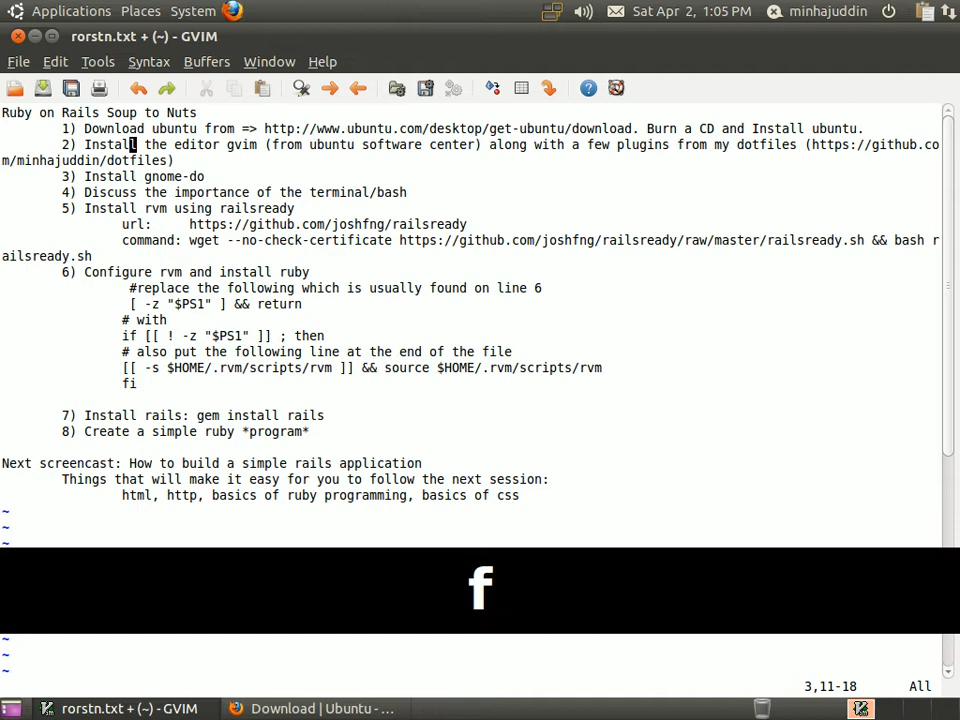 Applications Places System Sat Apr 2, 1:05 PM minhajuddin
rorstn.txt + (~) - GVIM
File Edit Tools Syntax Buffers Window Help
Ruby on Rails Soup to Nuts
1) Download ubuntu from => http://www.ubuntu.com/desktop/get-ubuntu/download. Burn a CD and Install ubuntu.
2) Install the editor gvim (from ubuntu software center) along with a few plugins from my dotfiles (https://github.co
m/minhajuddin/dotfiles)
3) Install gnome-do
4) Discuss the importance of the terminal/bash
5) Install rvm using railsready
url: https://github.com/joshfng/railsready
command: wget --no-check-certificate https://github.com/joshfng/railsready/raw/master/railsready.sh && bash r
ailsready.sh
6) Configure rvm and install ruby
#replace the following which is usually found on line 6
[ -z "$PS1" ] && return
# with
if [[ ! -z "$PS1" ]] ; then
# also put the following line at the end of the file
[[ -s $HOME/.rvm/scripts/rvm ]] && source $HOME/.rvm/scripts/rvm
fi
7) Install rails: gem install rails
8) Create a simple ruby *program*
Next screencast: How to build a simple rails application
Things that will make it easy for you to follow the next session:
html, http, basics of ruby programming, basics of css
~
~
~
f
~
~
~
3,11-18 All
rorstn.txt + (~) - GVIM Download | Ubuntu - ...